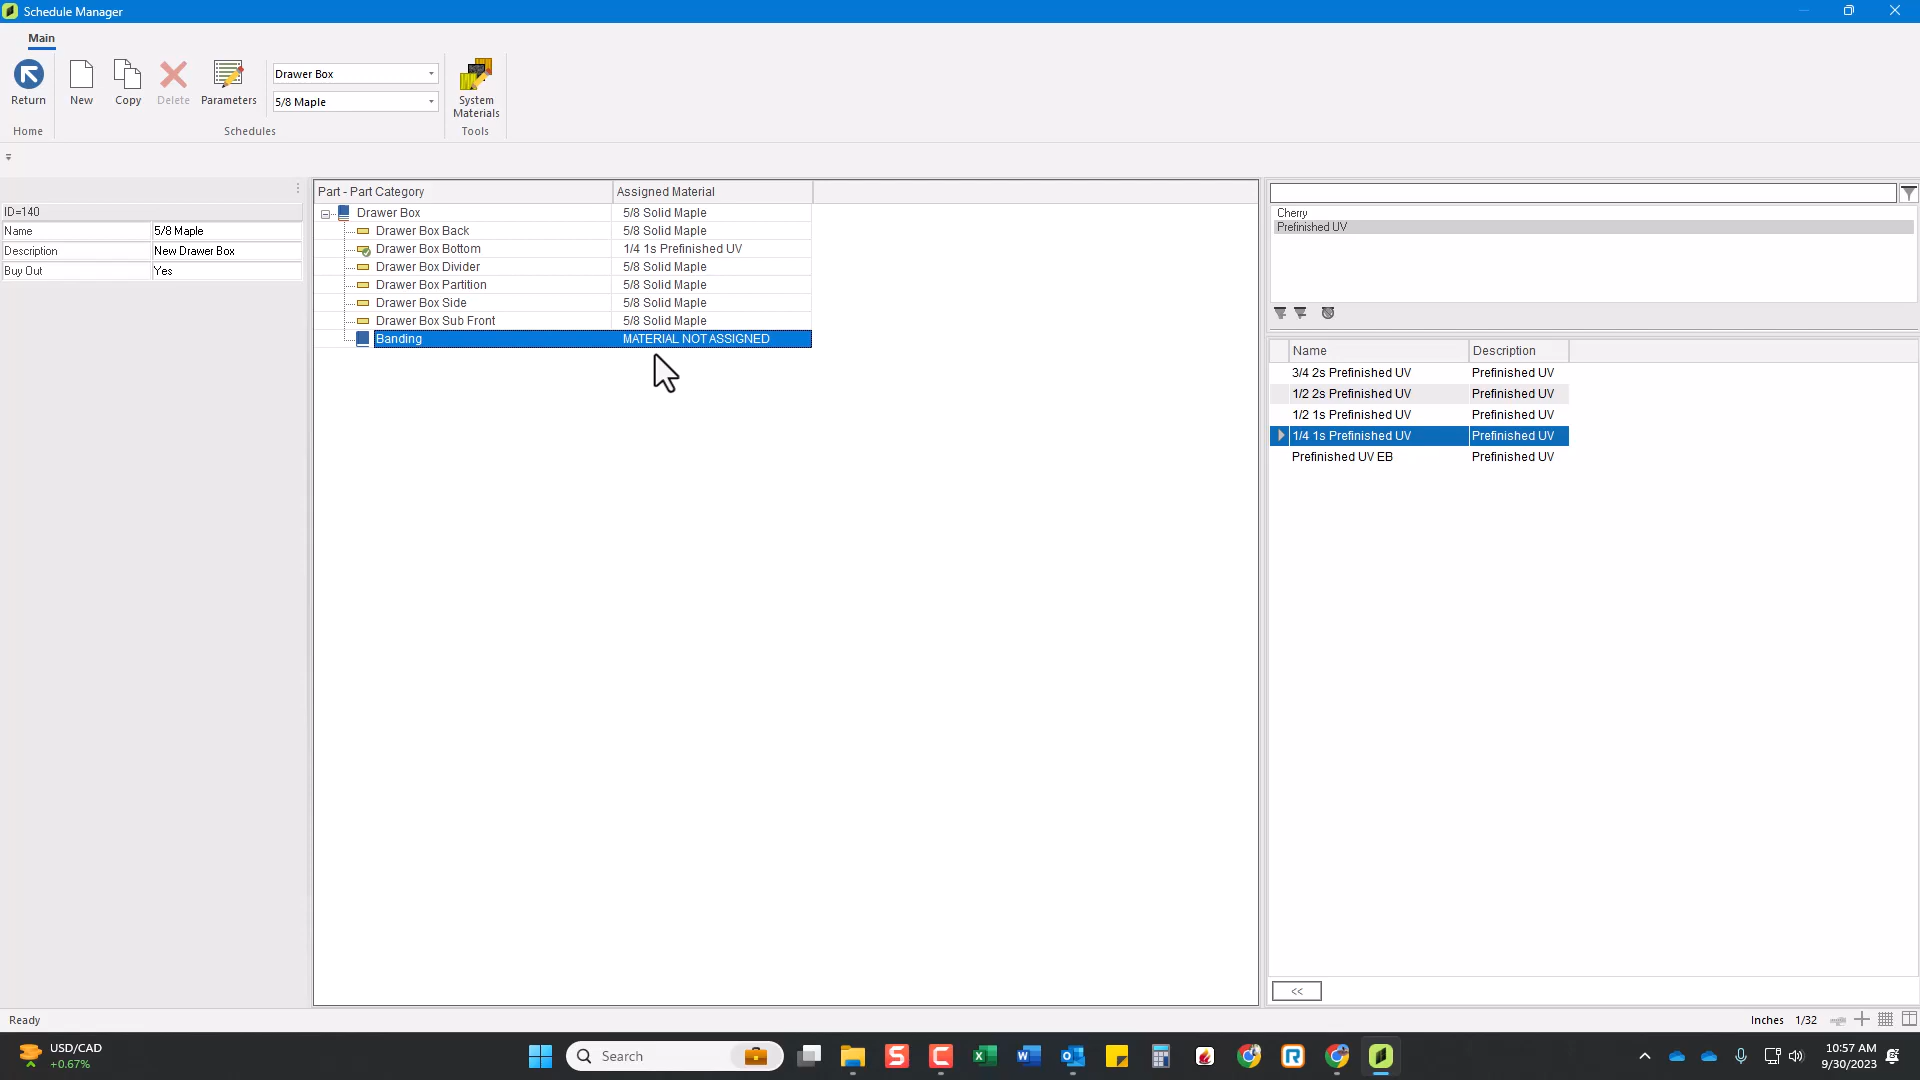 Schedule Manager
Main
Return
New
Copy
Delete
Parameters
Drawer Box
5/8 Maple
System
Materials
Home
Schedules
Tools
ID=140
Name 5/8 Maple
Description New Drawer Box
Buy Out Yes
Part - Part Category Assigned Material
Drawer Box 5/8 Solid Maple
Drawer Box Back 5/8 Solid Maple
Drawer Box Bottom 1/4 1s Prefinished UV
Drawer Box Divider 5/8 Solid Maple
Drawer Box Partition 5/8 Solid Maple
Drawer Box Side 5/8 Solid Maple
Drawer Box Sub Front 5/8 Solid Maple
Banding MATERIAL NOT ASSIGNED
Cherry
Prefinished UV
Name Description
3/4 2s Prefinished UV Prefinished UV
1/2 2s Prefinished UV Prefinished UV
1/2 1s Prefinished UV Prefinished UV
1/4 1s Prefinished UV Prefinished UV
Prefinished UV EB Prefinished UV
<<
Ready
Inches 1/32
USD/CAD
+0.67%
Search
10:57 AM
9/30/2023